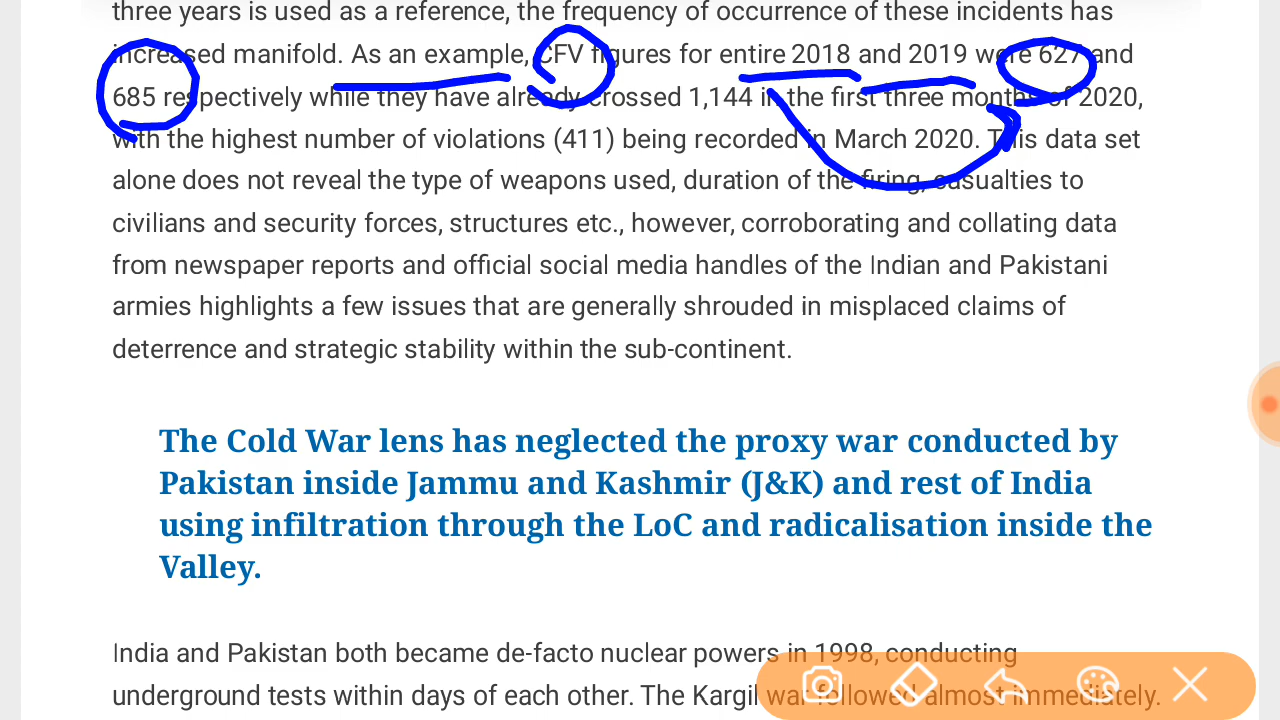 three years is used as a reference, the frequency of occurrence of these incidents has
increased manifold. As an example, CFV figures for entire 2018 and 2019 were 627 and
685 respectively while they have already crossed 1,144 in the first three months of 2020,
with the highest number of violations (411) being recorded in March 2020. This data set
alone does not reveal the type of weapons used, duration of the firing, casualties to
civilians and security forces, structures etc., however, corroborating and collating data
from newspaper reports and official social media handles of the Indian and Pakistani
armies highlights a few issues that are generally shrouded in misplaced claims of
deterrence and strategic stability within the sub-continent.
The Cold War lens has neglected the proxy war conducted by
Pakistan inside Jammu and Kashmir (J&K) and rest of India
using infiltration through the LoC and radicalisation inside the
Valley.
India and Pakistan both became de-facto nuclear powers in 1998, conducting
underground tests within days of each other. The Kargil war followed almost immediately.